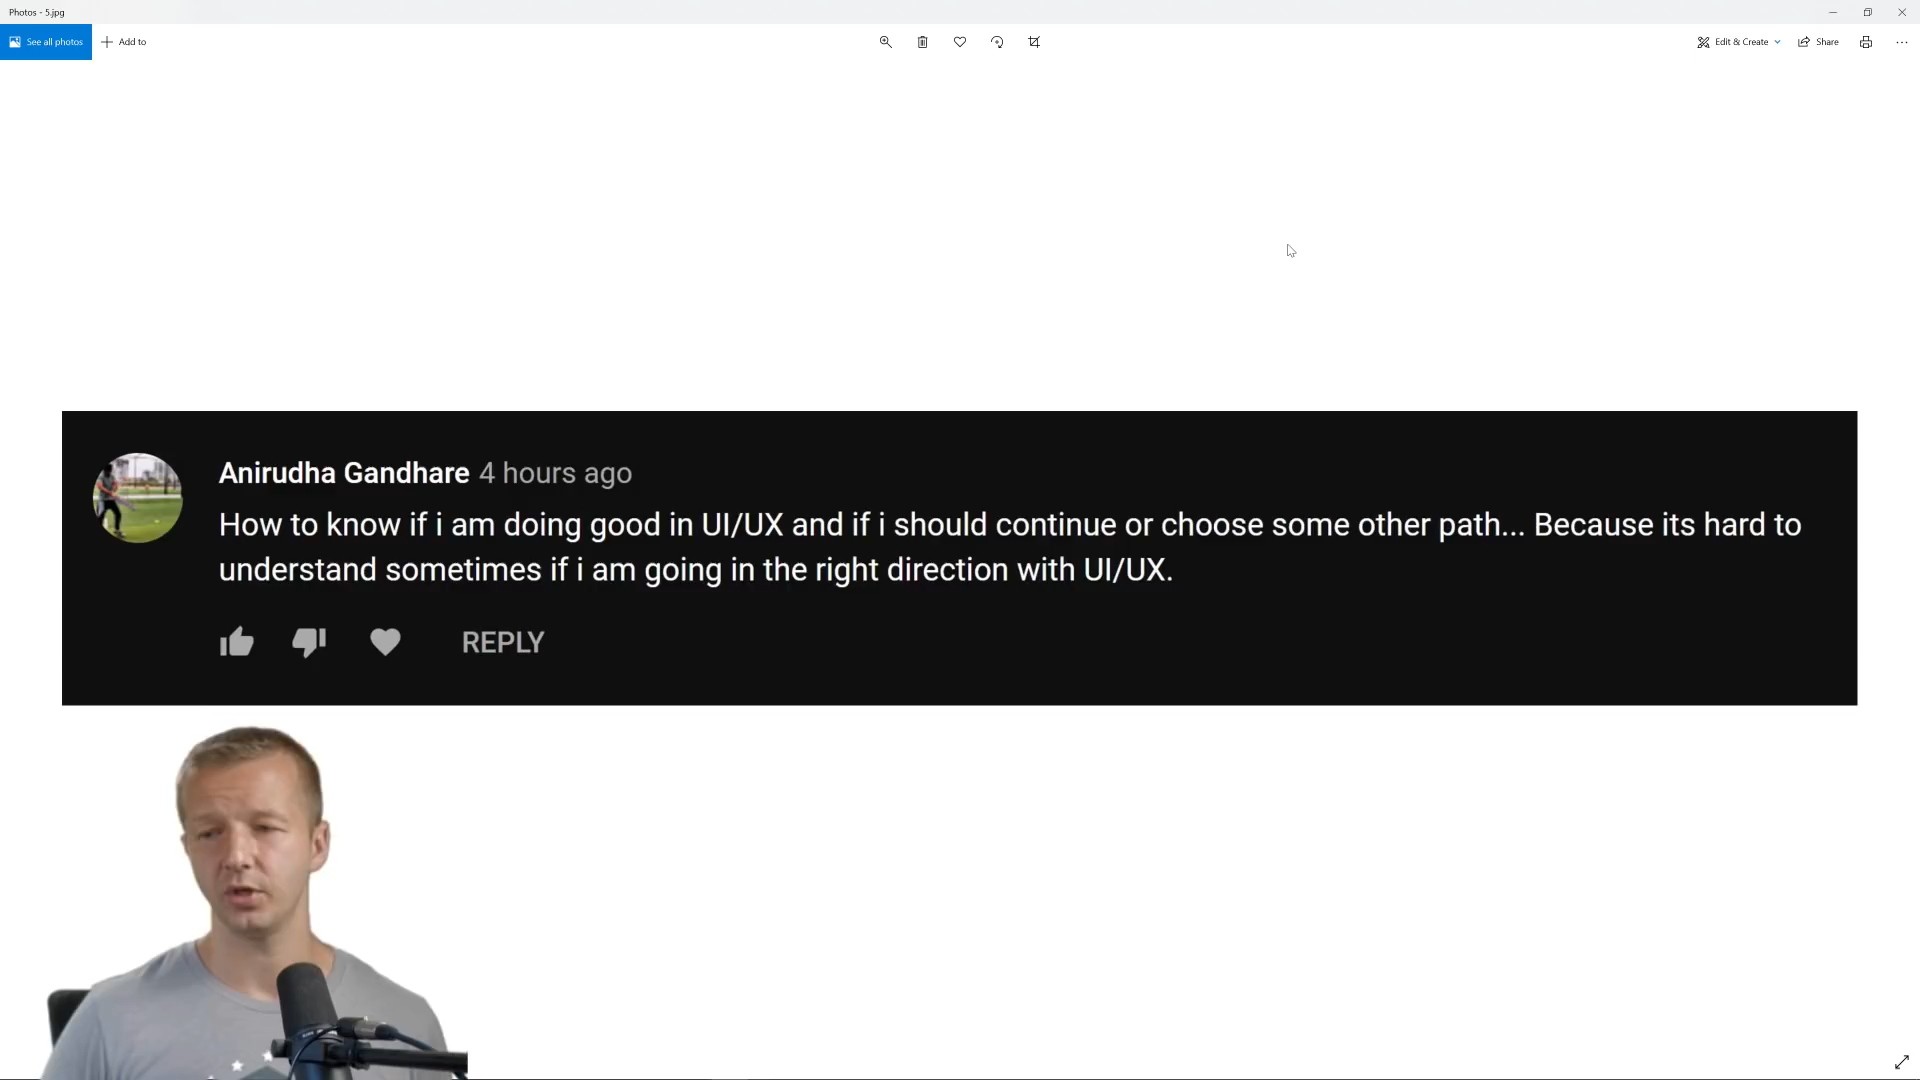 Photos - 5.jpg
See all photos
Add to
Edit & Create
Share
Anirudha Gandhare 4 hours ago
How to know if i am doing good in UI/UX and if i should continue or choose some other path... Because its hard to
understand sometimes if i am going in the right direction with UI/UX.
REPLY